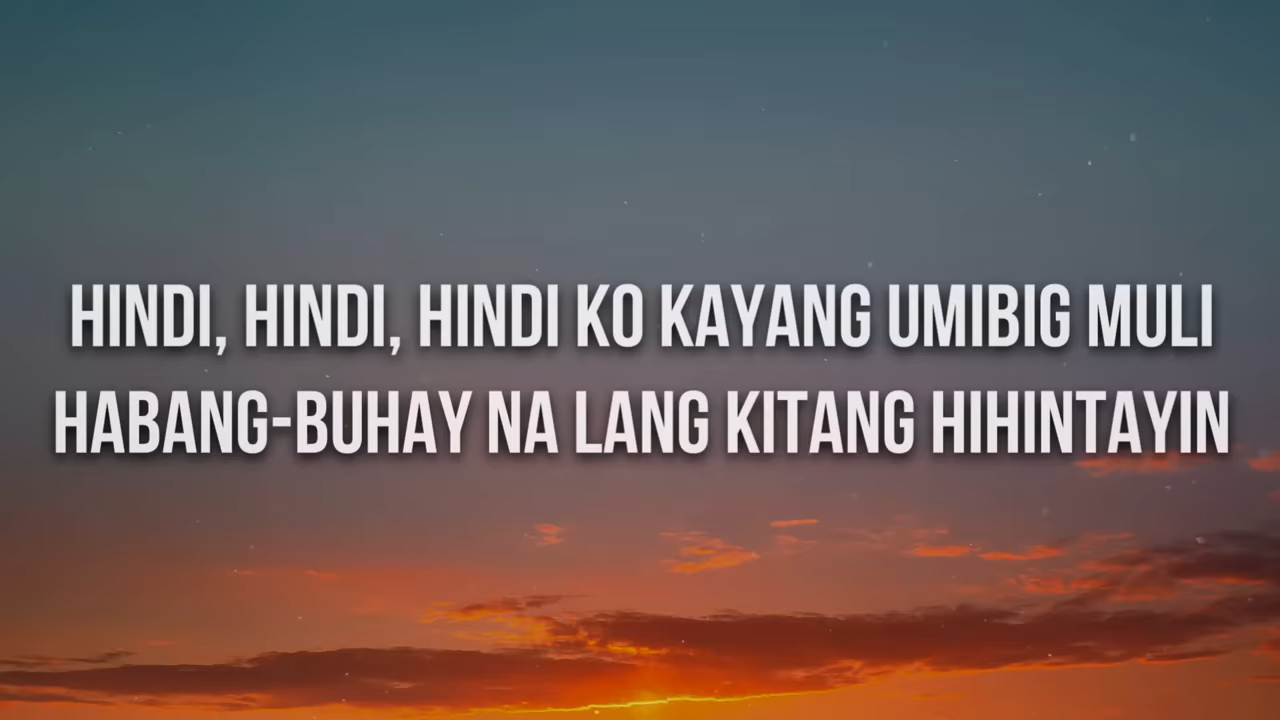 HINDI, HINDI, HINDI KO KAYANG UMIBIG MULI
HABANG-BUHAY NA LANG KITANG HIHINTAYIN